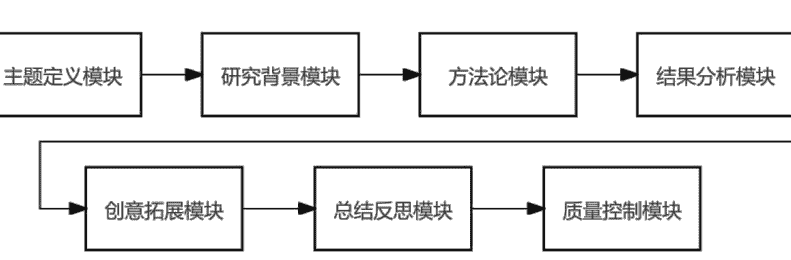 主题定义模块
研究背景模块
方法论模块
结果分析模块
创意拓展模块
总结反思模块
质量控制模块